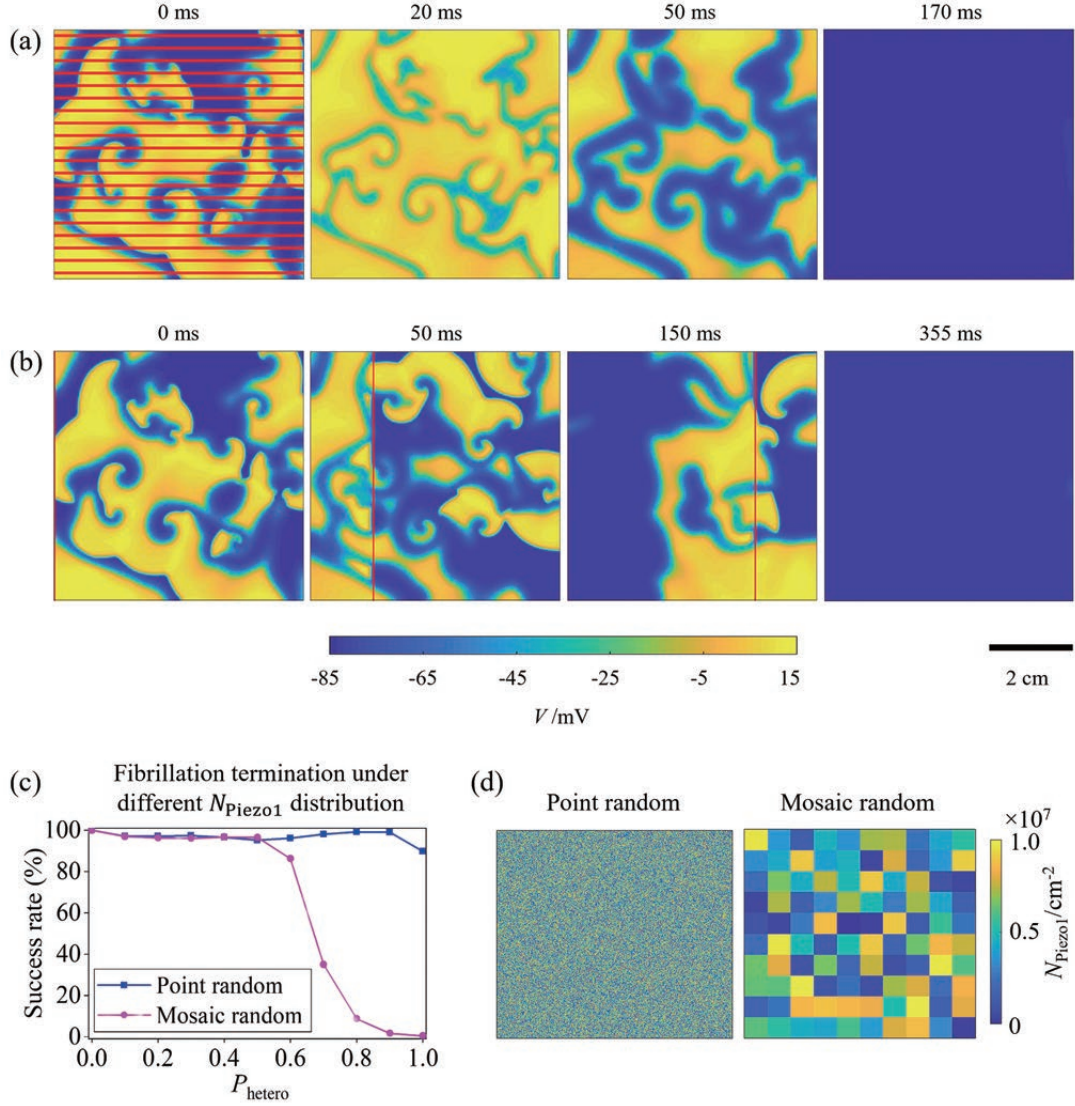 0 ms 20 ms 50 ms 170 ms
(a)
0 ms 50 ms 150 ms 355 ms
(b)
-85 -65 -45 -25 -5 15
V /mV
2 cm
(c)
Fibrillation termination under
different N_Piezo1 distribution
100
80
60
40
20
0
Success rate (%)
Point random
Mosaic random
0.0 0.2 0.4 0.6 0.8 1.0
P_hetero
(d)
Point random Mosaic random
×10⁷
1.0
0.5
0
N_Piezo1/cm⁻²